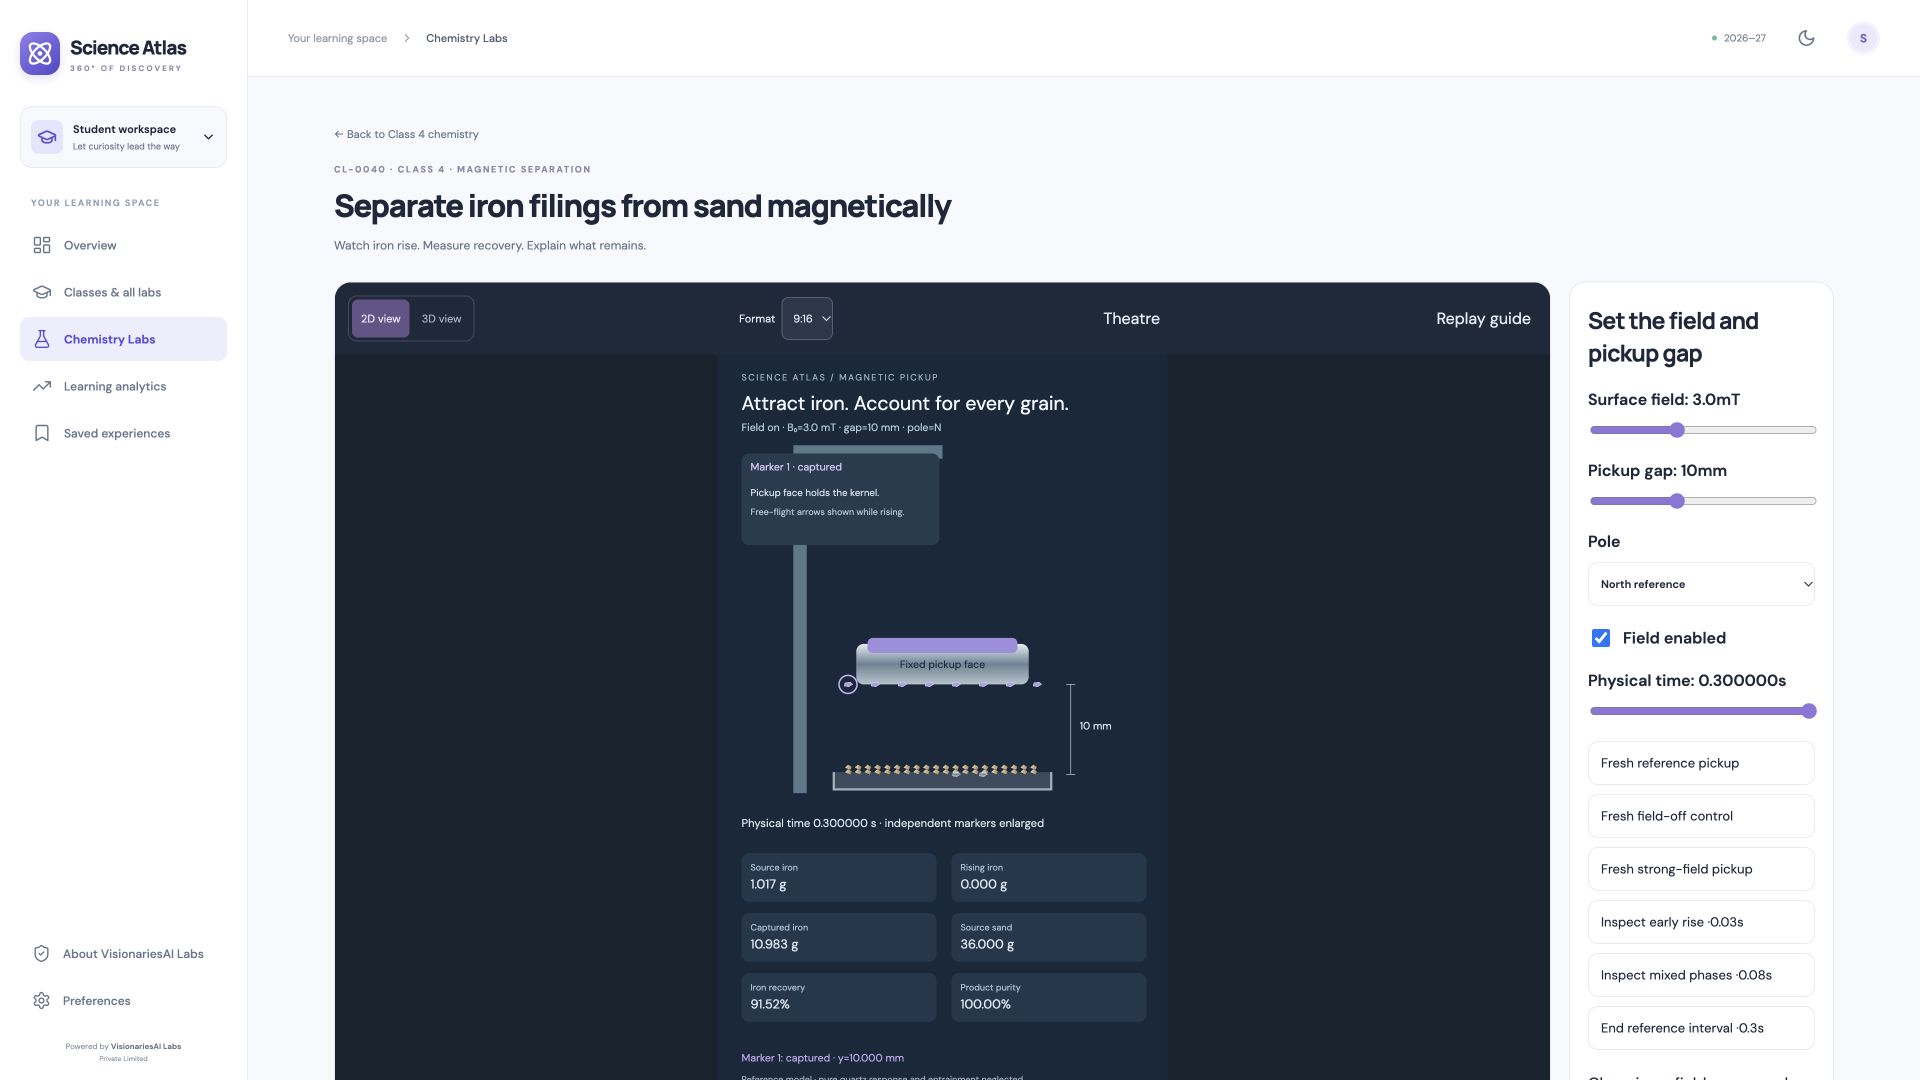 Science Atlas
360° OF DISCOVERY
Student workspace
Let curiosity lead the way
YOUR LEARNING SPACE
Overview
Classes & all labs
Chemistry Labs
Learning analytics
Saved experiences
About VisionariesAI Labs
Preferences
Powered by VisionariesAI Labs
Private Limited
Your learning space
Chemistry Labs
2026–27
S
← Back to Class 4 chemistry
CL-0040 · CLASS 4 · MAGNETIC SEPARATION
Separate iron filings from sand magnetically
Watch iron rise. Measure recovery. Explain what remains.
2D view
3D view
Format
9:16
Theatre
Replay guide
SCIENCE ATLAS / MAGNETIC PICKUP
Attract iron. Account for every grain.
Field on · B₀=3.0 mT · gap=10 mm · pole=N
Marker 1 · captured
Pickup face holds the kernel.
Free-flight arrows shown while rising.
Fixed pickup face
10 mm
Physical time 0.300000 s · independent markers enlarged
Source iron
1.017 g
Rising iron
0.000 g
Captured iron
10.983 g
Source sand
36.000 g
Iron recovery
91.52%
Product purity
100.00%
Marker 1: captured · y=10.000 mm
Reference model · pure quartz response and entrainment neglected
Set the field and
pickup gap
Surface field: 3.0mT
Pickup gap: 10mm
Pole
North reference
Field enabled
Physical time: 0.300000s
Fresh reference pickup
Fresh field-off control
Fresh strong-field pickup
Inspect early rise ·0.03s
Inspect mixed phases ·0.08s
End reference interval ·0.3s